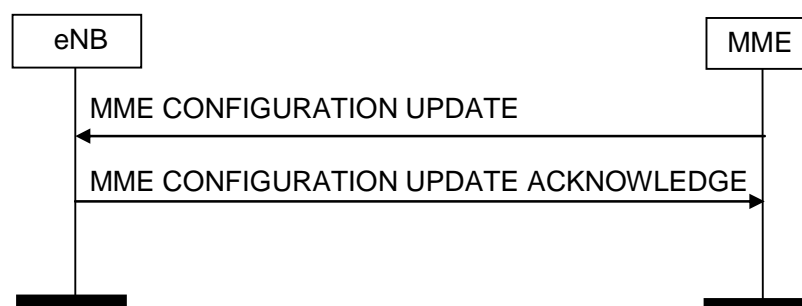 eNB
MME
MME CONFIGURATION UPDATE
MME CONFIGURATION UPDATE ACKNOWLEDGE